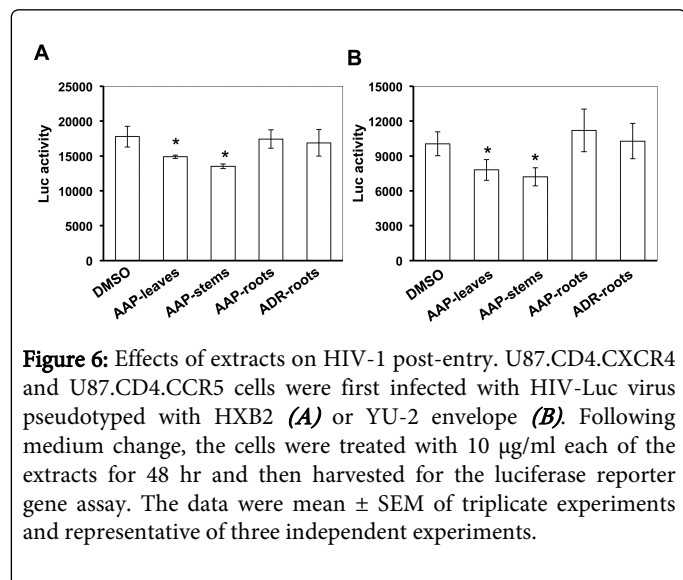 A
B
25000
20000
15000
10000
5000
0
Luc activity
*
*
DMSO
AAP-leaves
AAP-stems
AAP-roots
ADR-roots
15000
12000
9000
6000
3000
0
Luc activity
*
*
DMSO
AAP-leaves
AAP-stems
AAP-roots
ADR-roots
Figure 6: Effects of extracts on HIV-1 post-entry. U87.CD4.CXCR4
and U87.CD4.CCR5 cells were first infected with HIV-Luc virus
pseudotyped with HXB2 (A) or YU-2 envelope (B). Following
medium change, the cells were treated with 10 μg/ml each of the
extracts for 48 hr and then harvested for the luciferase reporter
gene assay. The data were mean ± SEM of triplicate experiments
and representative of three independent experiments.